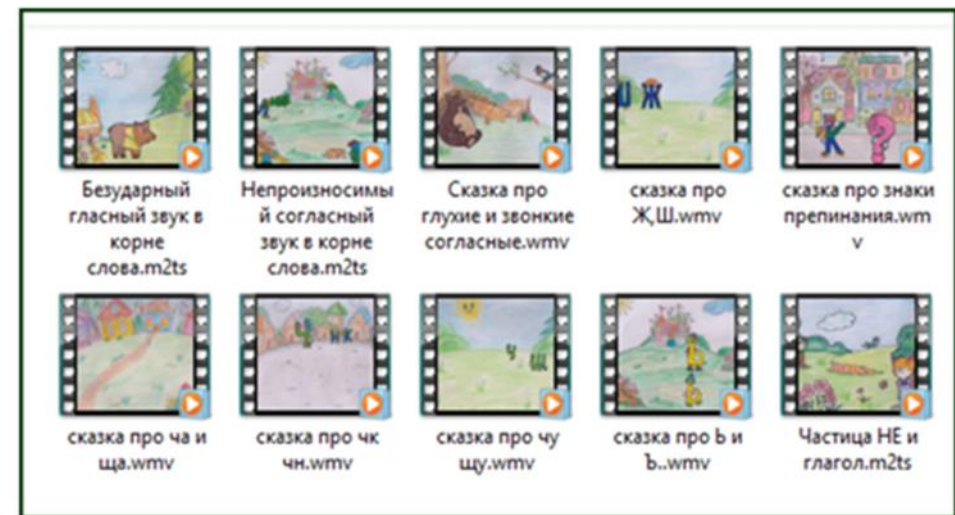 Безударный
гласный звук в
корне
слова.m2ts
Непроизносимы
й согласный
звук в корне
слова.m2ts
Сказка про
глухие и звонкие
согласные.wmv
сказка про
Ж,Ш.wmv
сказка про знаки
препинания.wm
v
сказка про ча и
ща.wmv
сказка про чк
чн.wmv
сказка про чу
щу.wmv
сказка про Ь и
Ъ..wmv
Частица НЕ и
глагол.m2ts